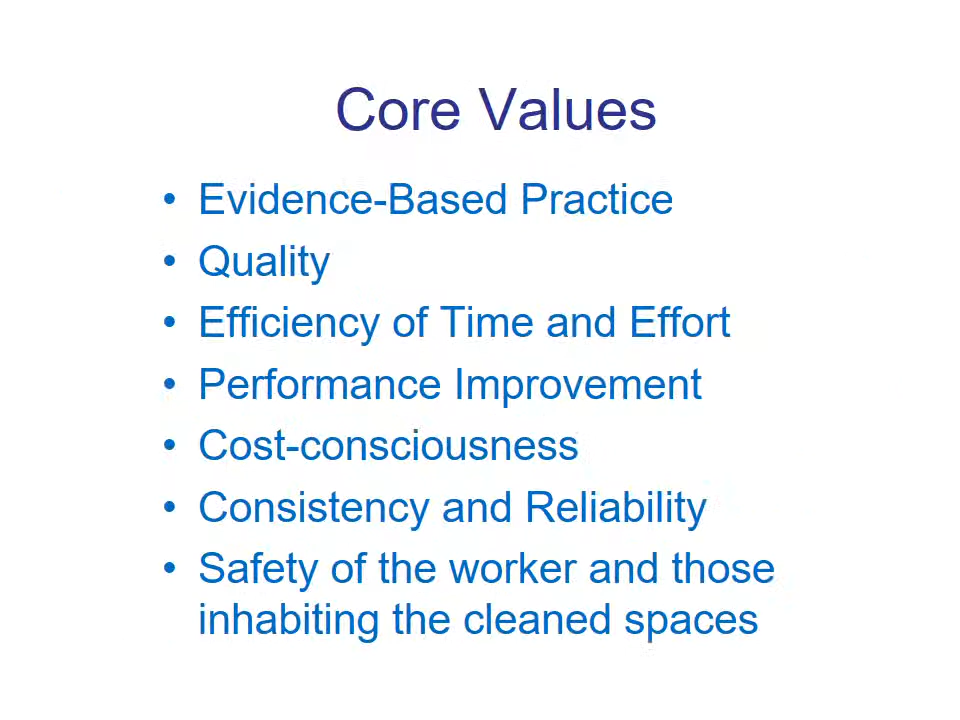 Core Values
• Evidence-Based Practice
• Quality
• Efficiency of Time and Effort
• Performance Improvement
• Cost-consciousness
• Consistency and Reliability
• Safety of the worker and those
inhabiting the cleaned spaces